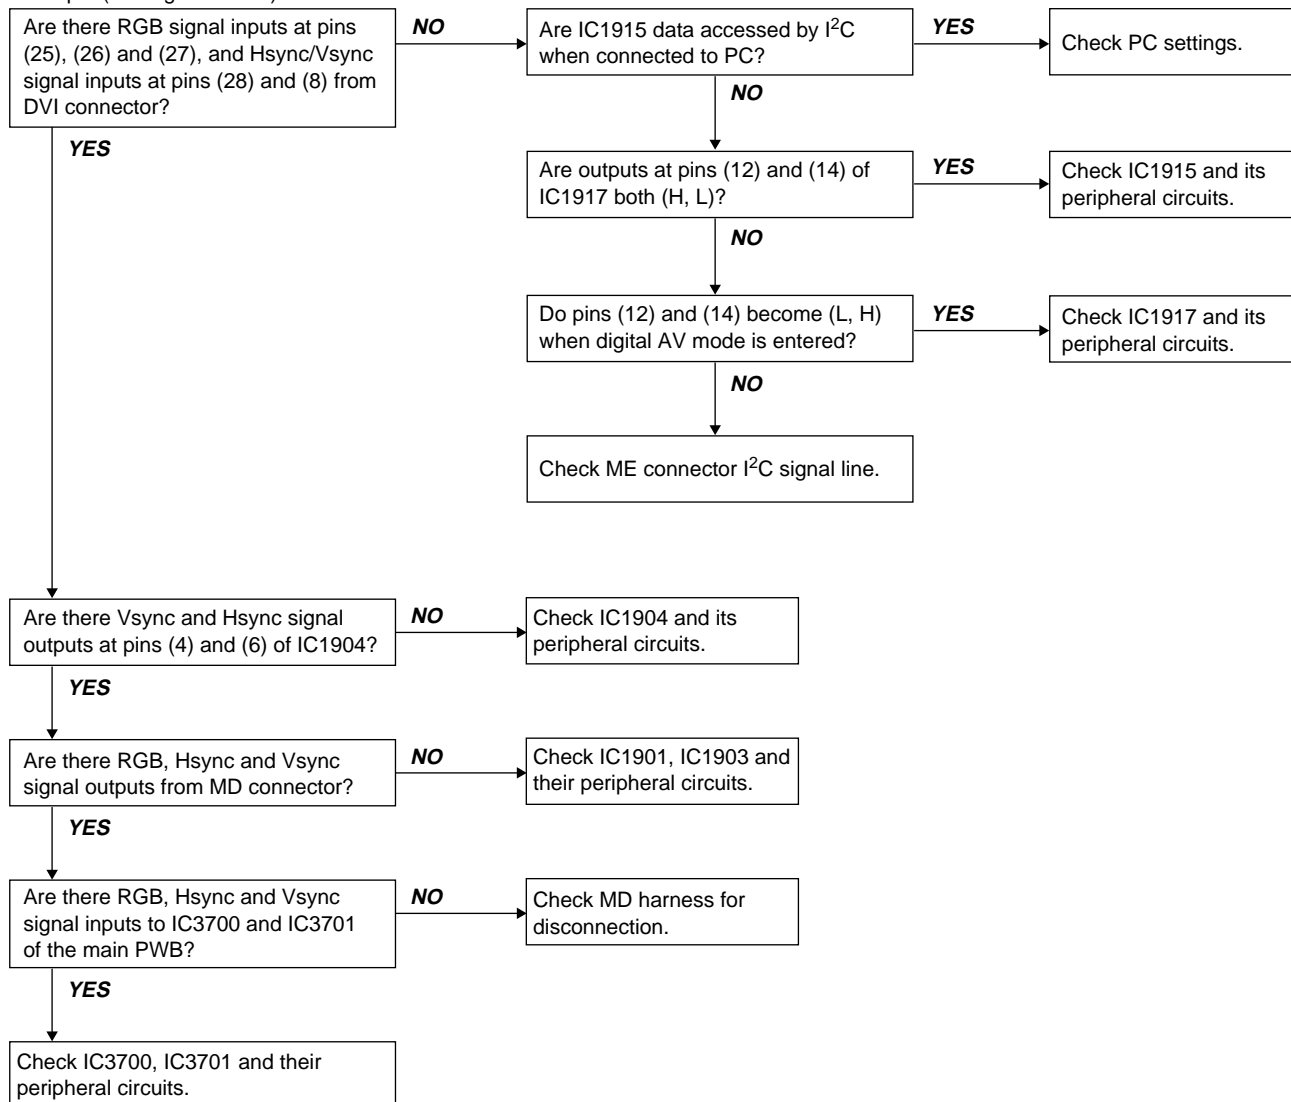 Are there RGB signal inputs at pins
(25), (26) and (27), and Hsync/Vsync
signal inputs at pins (28) and (8) from
DVI connector?
NO
Are IC1915 data accessed by I2C
when connected to PC?
YES
Check PC settings.
NO
YES
Are outputs at pins (12) and (14) of
IC1917 both (H, L)?
YES
Check IC1915 and its
peripheral circuits.
NO
Do pins (12) and (14) become (L, H)
when digital AV mode is entered?
YES
Check IC1917 and its
peripheral circuits.
NO
Check ME connector I2C signal line.
Are there Vsync and Hsync signal
outputs at pins (4) and (6) of IC1904?
NO
Check IC1904 and its
peripheral circuits.
YES
Are there RGB, Hsync and Vsync
signal outputs from MD connector?
NO
Check IC1901, IC1903 and
their peripheral circuits.
YES
Are there RGB, Hsync and Vsync
signal inputs to IC3700 and IC3701
of the main PWB?
NO
Check MD harness for
disconnection.
YES
Check IC3700, IC3701 and their
peripheral circuits.